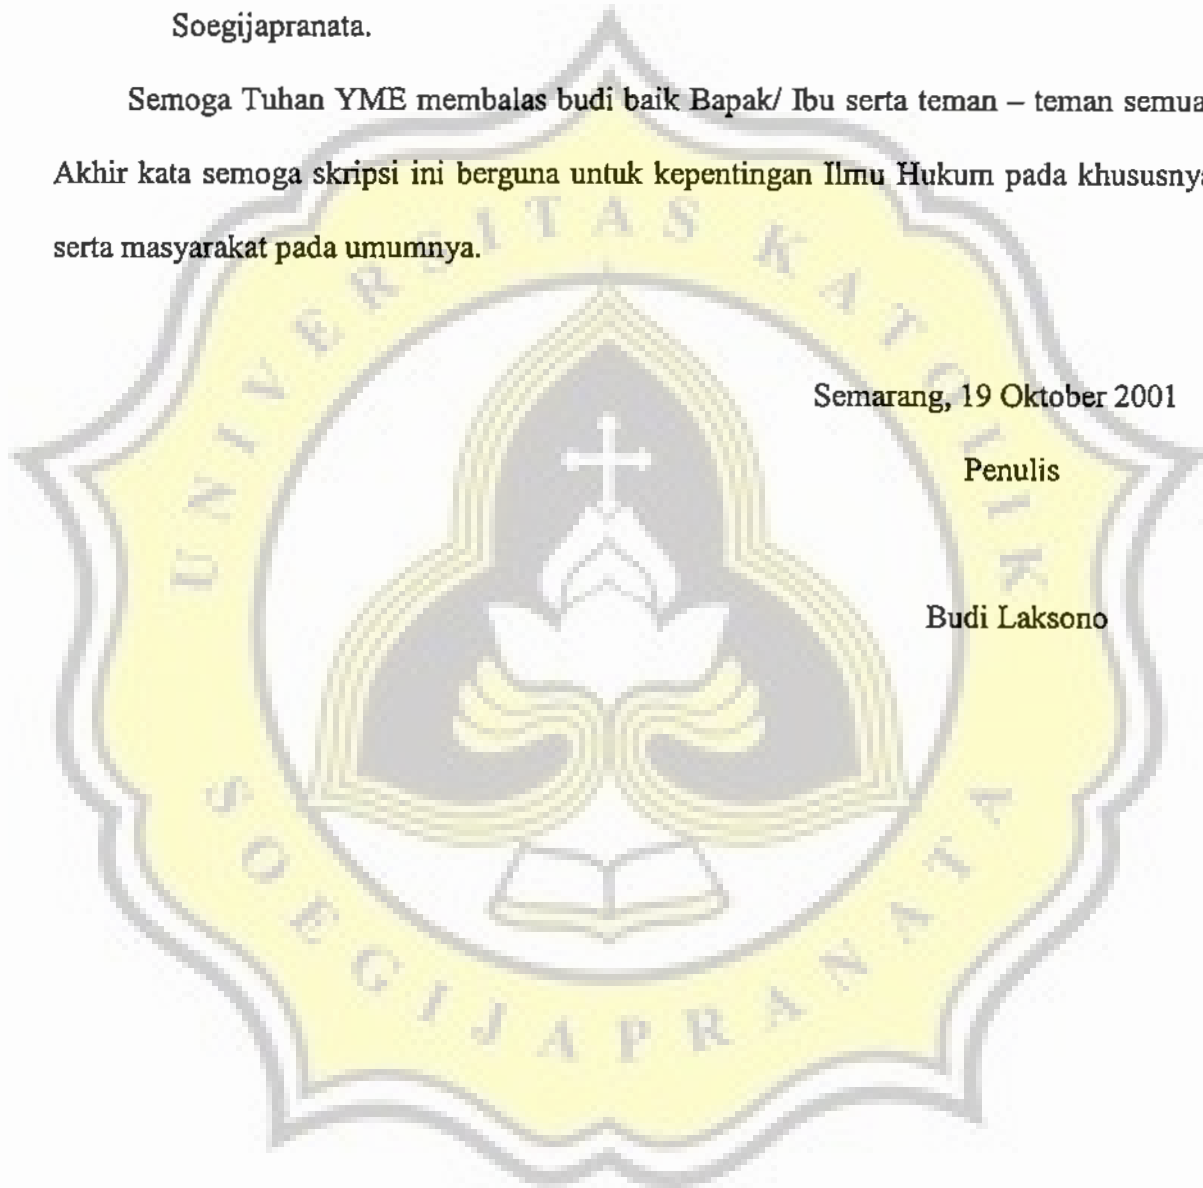 Soegijapranata.
Semoga Tuhan YME membalas budi baik Bapak/ Ibu serta teman – teman semua
Akhir kata semoga skripsi ini berguna untuk kepentingan Ilmu Hukum pada khususnya
serta masyarakat pada umumnya.
Semarang, 19 Oktober 2001
Penulis
Budi Laksono
UNIVERSITAS KATOLIK
SOEGIJAPRANATA